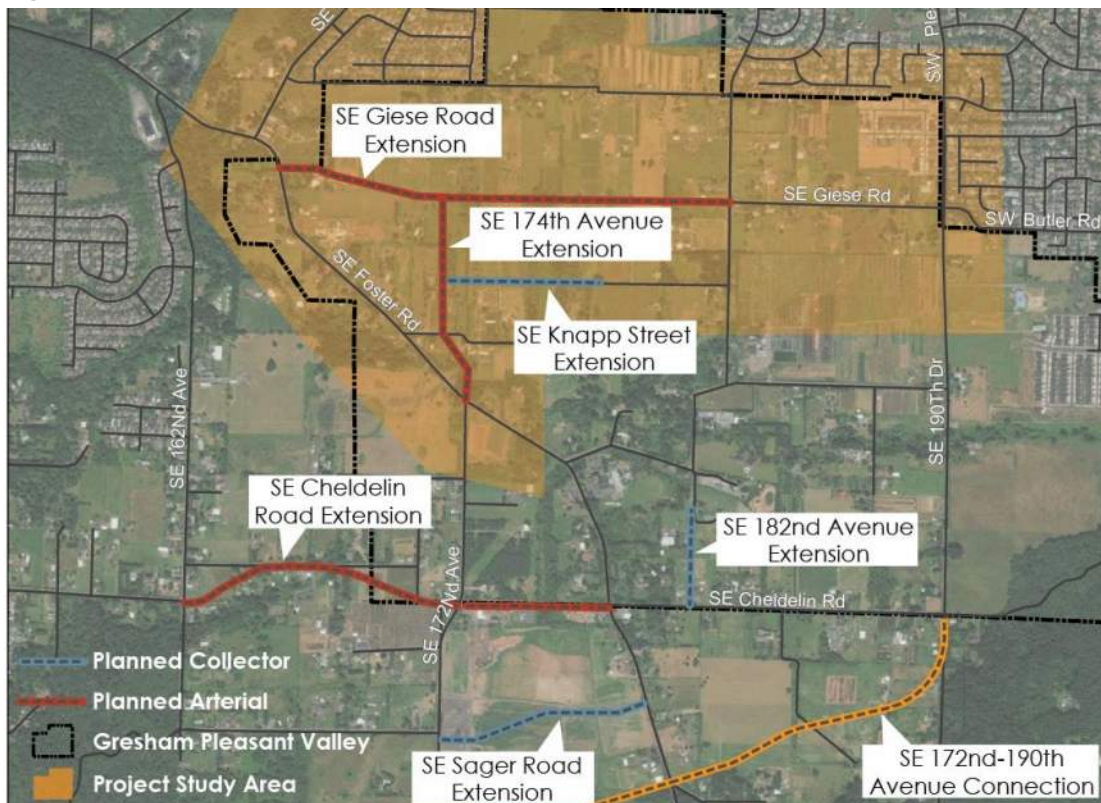 SE
SW Ple
SE Giese Road
Extension
SE Giese Rd
SW Butler Rd
SE 174th Avenue
Extension
SE Foster Rd
SE Knapp Street
Extension
SE 162Nd Ave
SE 190Th Dr
SE Cheldelin
Road Extension
SE 182nd Avenue
Extension
SE 172Nd Ave
SE Cheldelin Rd
Planned Collector
Planned Arterial
Gresham Pleasant Valley
Project Study Area
SE Sager Road
Extension
SE 172nd-190th
Avenue Connection